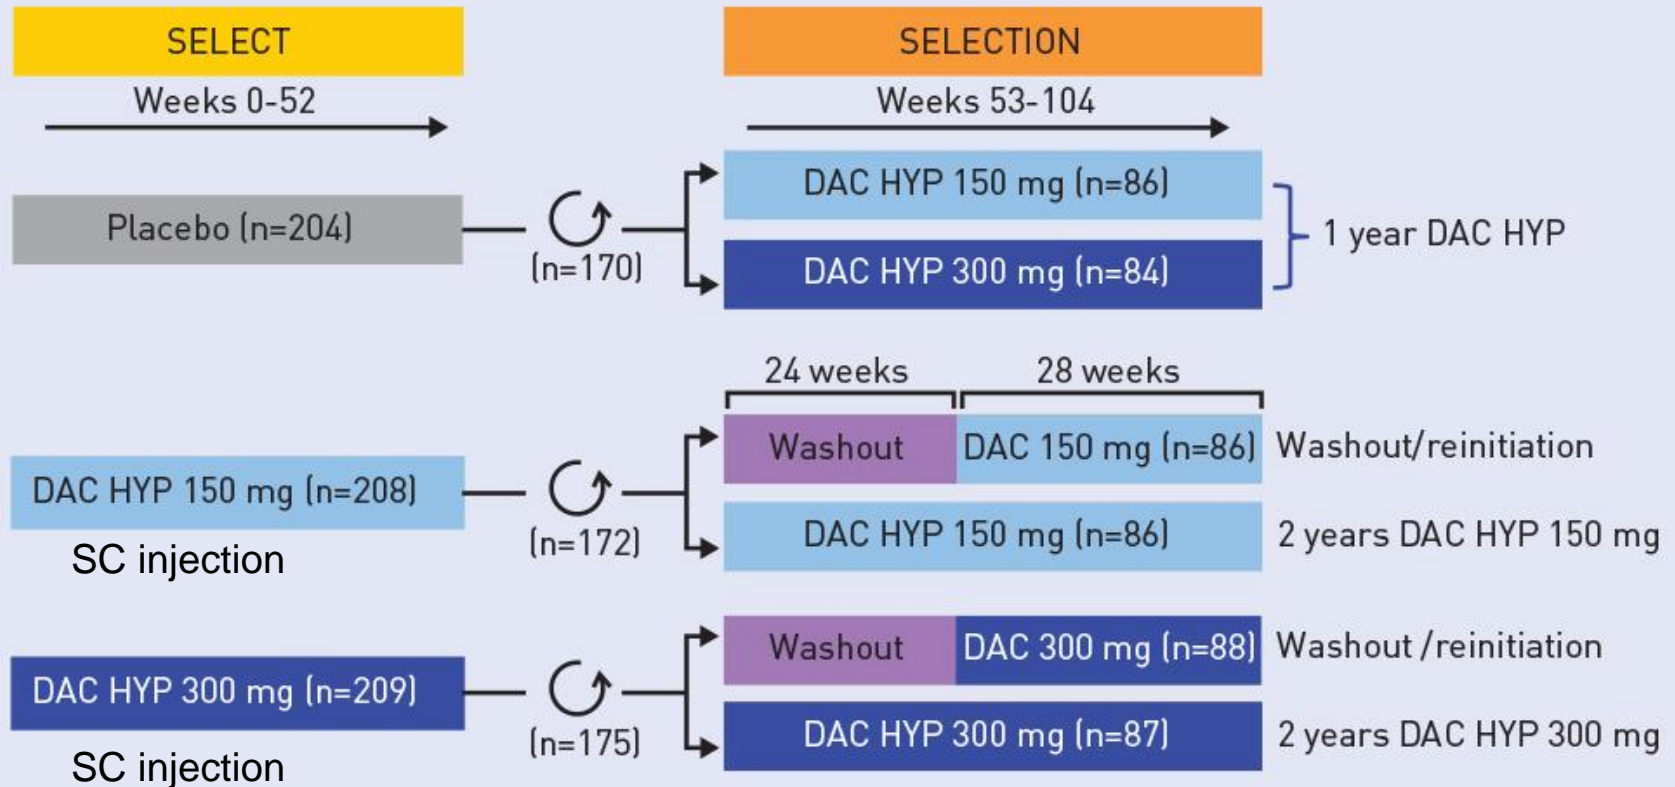 SELECT
SELECTION
Weeks 0-52
Weeks 53-104
Placebo (n=204)
(n=170)
DAC HYP 150 mg (n=86)
DAC HYP 300 mg (n=84)
1 year DAC HYP
24 weeks
28 weeks
DAC HYP 150 mg (n=208)
SC injection
(n=172)
Washout
DAC 150 mg (n=86)
Washout/reinitiation
DAC HYP 150 mg (n=86)
2 years DAC HYP 150 mg
DAC HYP 300 mg (n=209)
SC injection
(n=175)
Washout
DAC 300 mg (n=88)
Washout /reinitiation
DAC HYP 300 mg (n=87)
2 years DAC HYP 300 mg